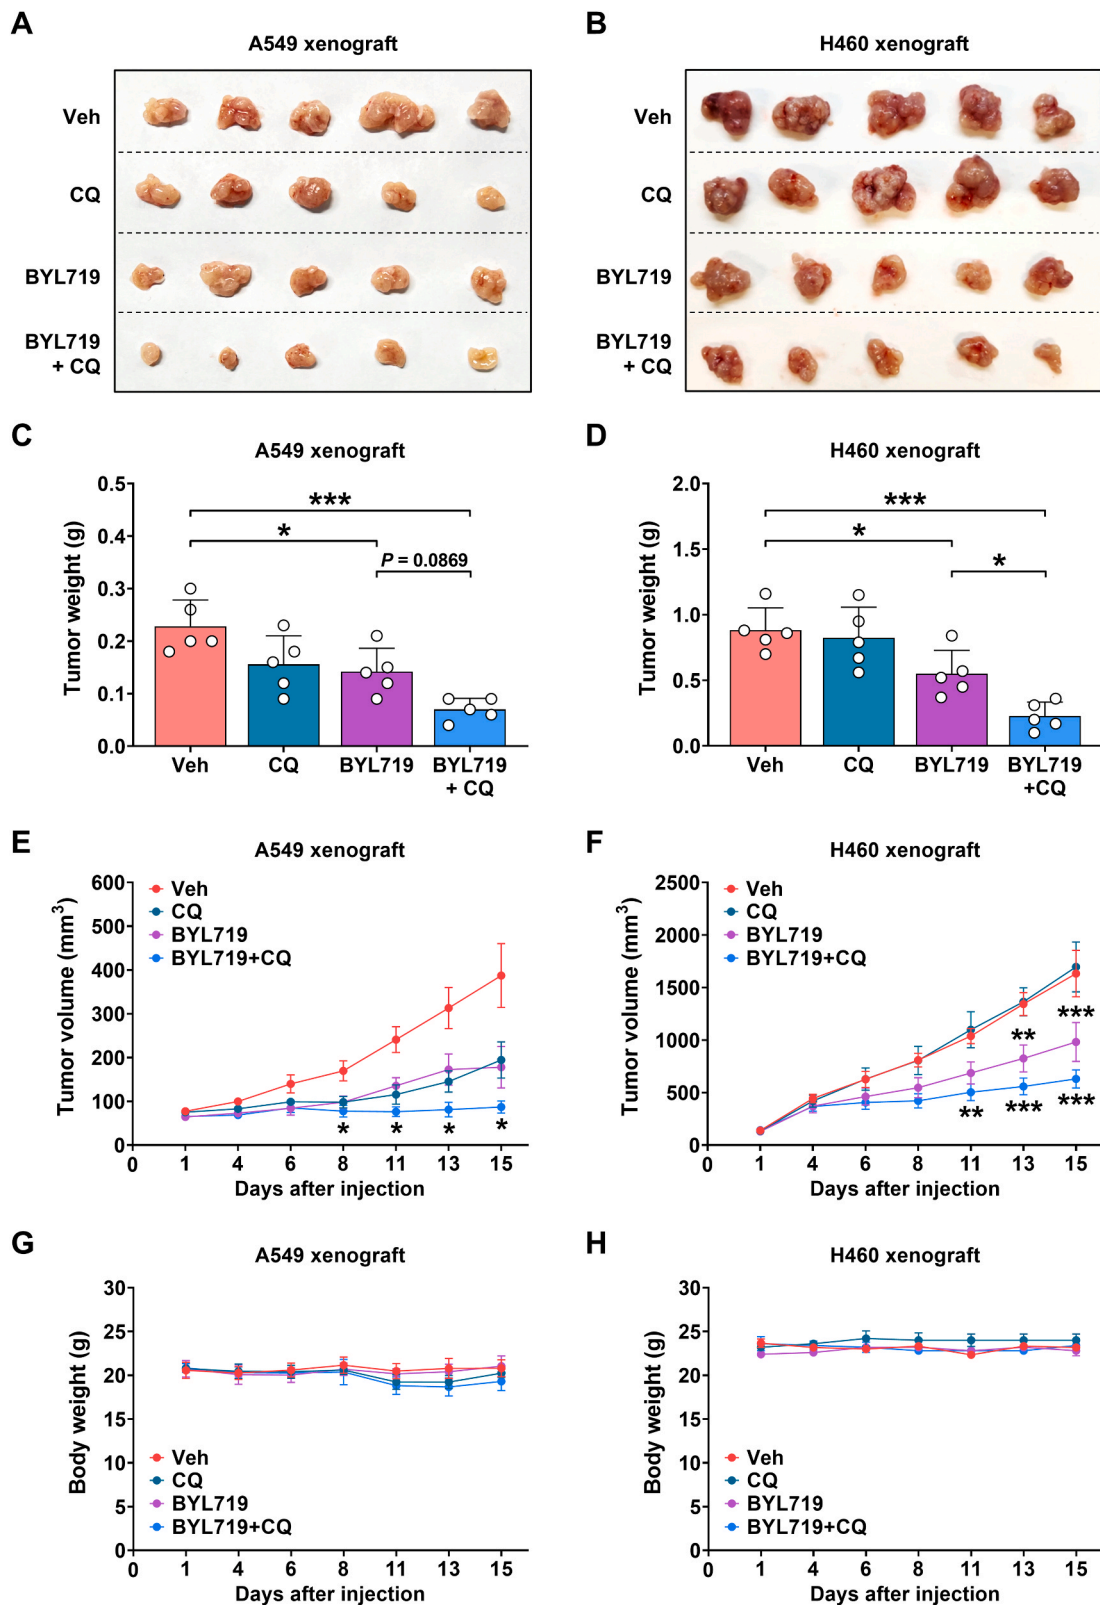 A
A549 xenograft
Veh
CQ
BYL719
BYL719
+ CQ
B
H460 xenograft
Veh
CQ
BYL719
BYL719
+ CQ
C
A549 xenograft
Tumor weight (g)
0.5
0.4
0.3
0.2
0.1
0.0
***
*
P = 0.0869
Veh
CQ
BYL719
BYL719
+ CQ
D
H460 xenograft
Tumor weight (g)
2.0
1.5
1.0
0.5
0.0
***
*
*
Veh
CQ
BYL719
BYL719
+CQ
E
A549 xenograft
Tumor volume (mm³)
600
500
400
300
200
100
0
Veh
CQ
BYL719
BYL719+CQ
* * * *
0 1 4 6 8 11 13 15
Days after injection
F
H460 xenograft
Tumor volume (mm³)
2500
2000
1500
1000
500
0
Veh
CQ
BYL719
BYL719+CQ
** ***
** *** ***
0 1 4 6 8 11 13 15
Days after injection
G
A549 xenograft
Body weight (g)
30
25
20
15
10
5
0
Veh
CQ
BYL719
BYL719+CQ
0 1 4 6 8 11 13 15
Days after injection
H
H460 xenograft
Body weight (g)
30
25
20
15
10
5
0
Veh
CQ
BYL719
BYL719+CQ
0 1 4 6 8 11 13 15
Days after injection